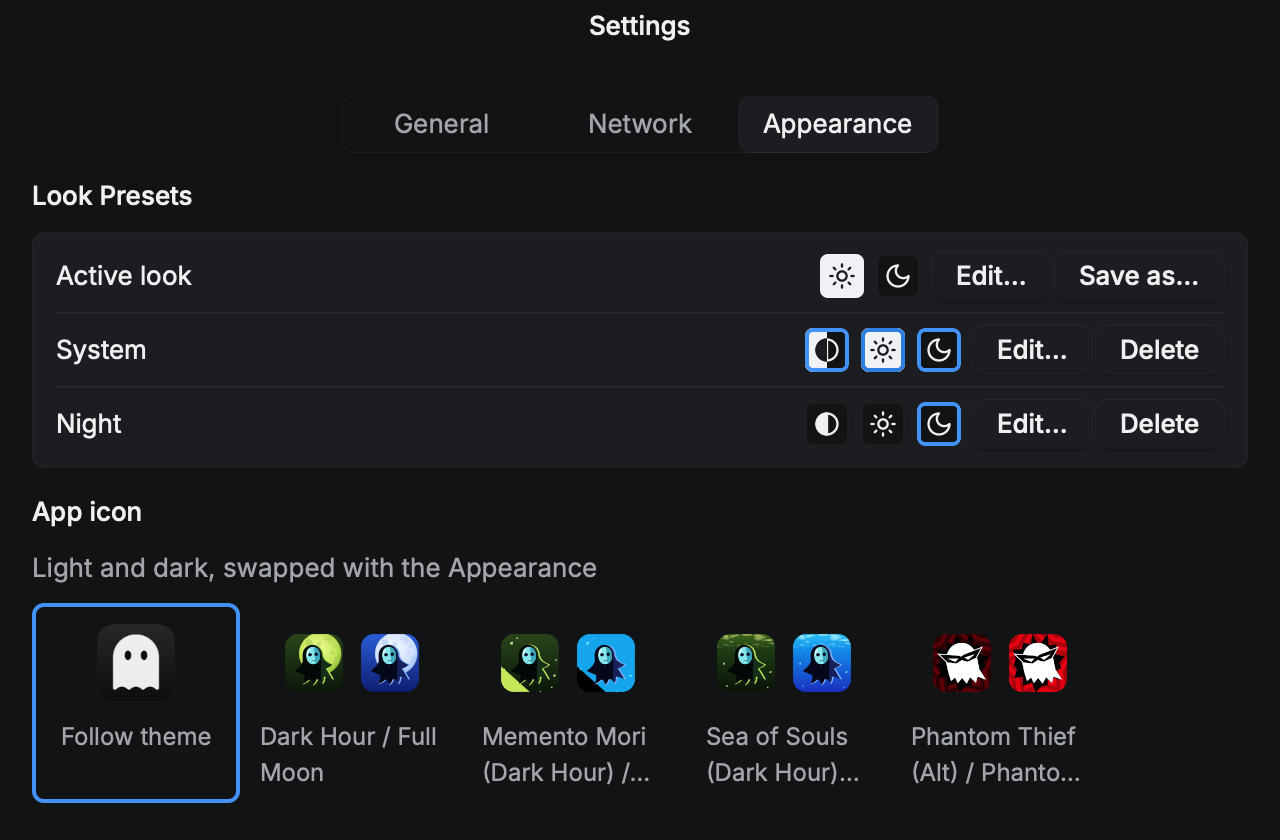 Settings
General Network Appearance
Look Presets
Active look Edit... Save as...
System Edit... Delete
Night Edit... Delete
App icon
Light and dark, swapped with the Appearance
Follow theme
Dark Hour / Full
Moon
Memento Mori
(Dark Hour) /...
Sea of Souls
(Dark Hour)...
Phantom Thief
(Alt) / Phanto...